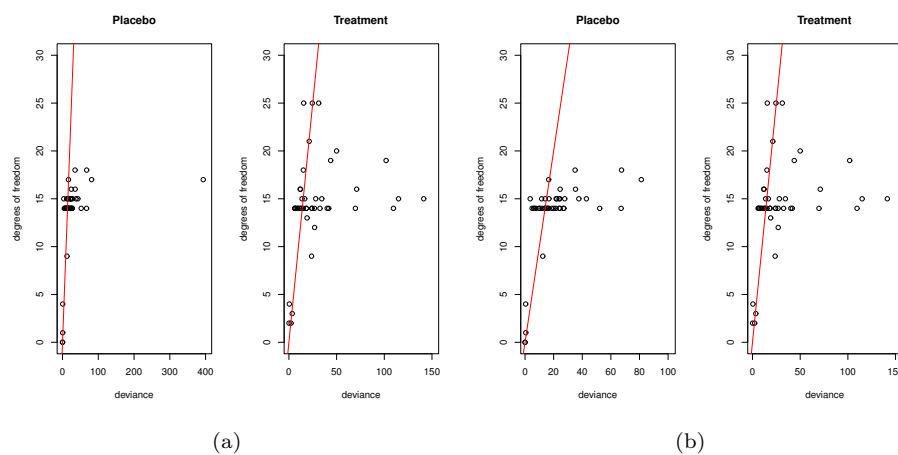 Placebo
Treatment
Placebo
Treatment
degrees of freedom
0 5 10 15 20 25 30
0 100 200 300 400
deviance
degrees of freedom
0 5 10 15 20 25 30
0 50 100 150
deviance
degrees of freedom
0 5 10 15 20 25 30
0 20 40 60 80 100
deviance
degrees of freedom
0 5 10 15 20 25 30
0 50 100 150
deviance
(a)
(b)